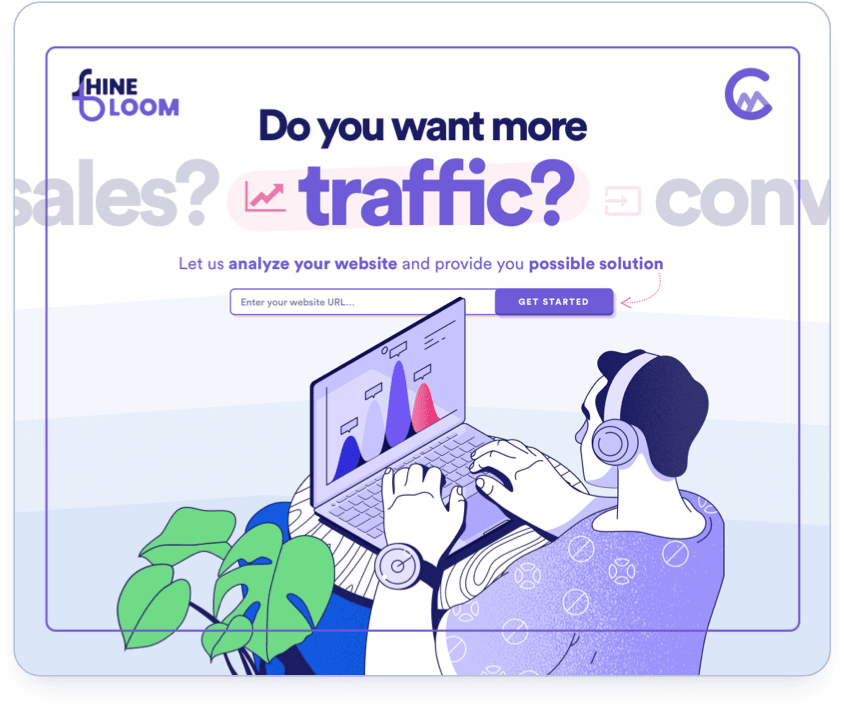 SHINE
BLOOM
Do you want more
sales? traffic? conv
Let us analyze your website and provide you possible solution
Enter your website URL...
GET STARTED